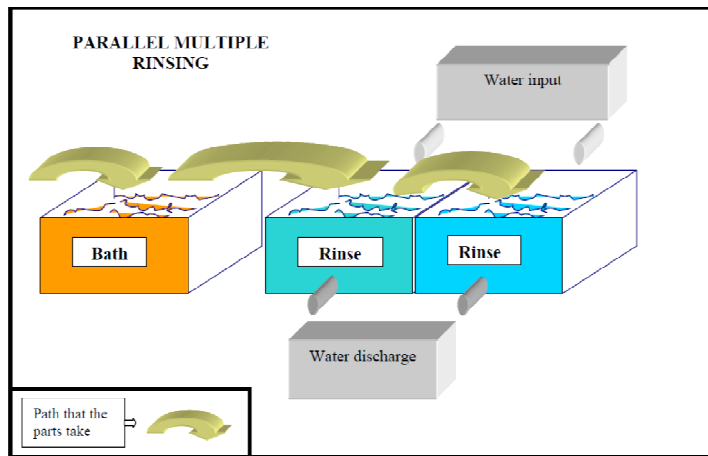 PARALLEL MULTIPLE
RINSING
Water input
Bath
Rinse
Rinse
Water discharge
Path that the
parts take